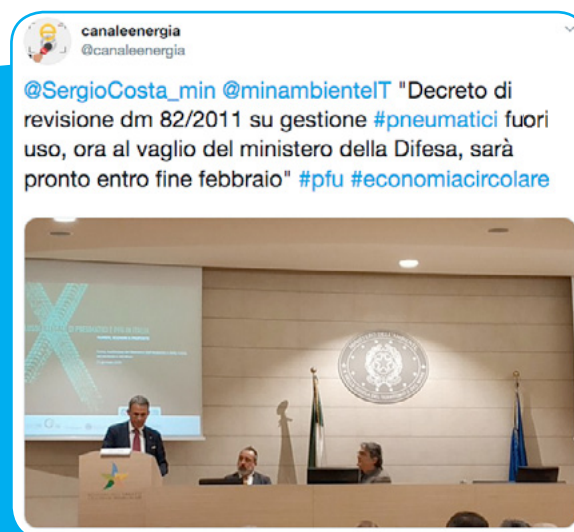 canaleenergia
@canaleenergia
@SergioCosta_min @minambienteIT "Decreto di
revisione dm 82/2011 su gestione #pneumatici fuori
uso, ora al vaglio del ministero della Difesa, sarà
pronto entro fine febbraio" #pfu #economiacircolare